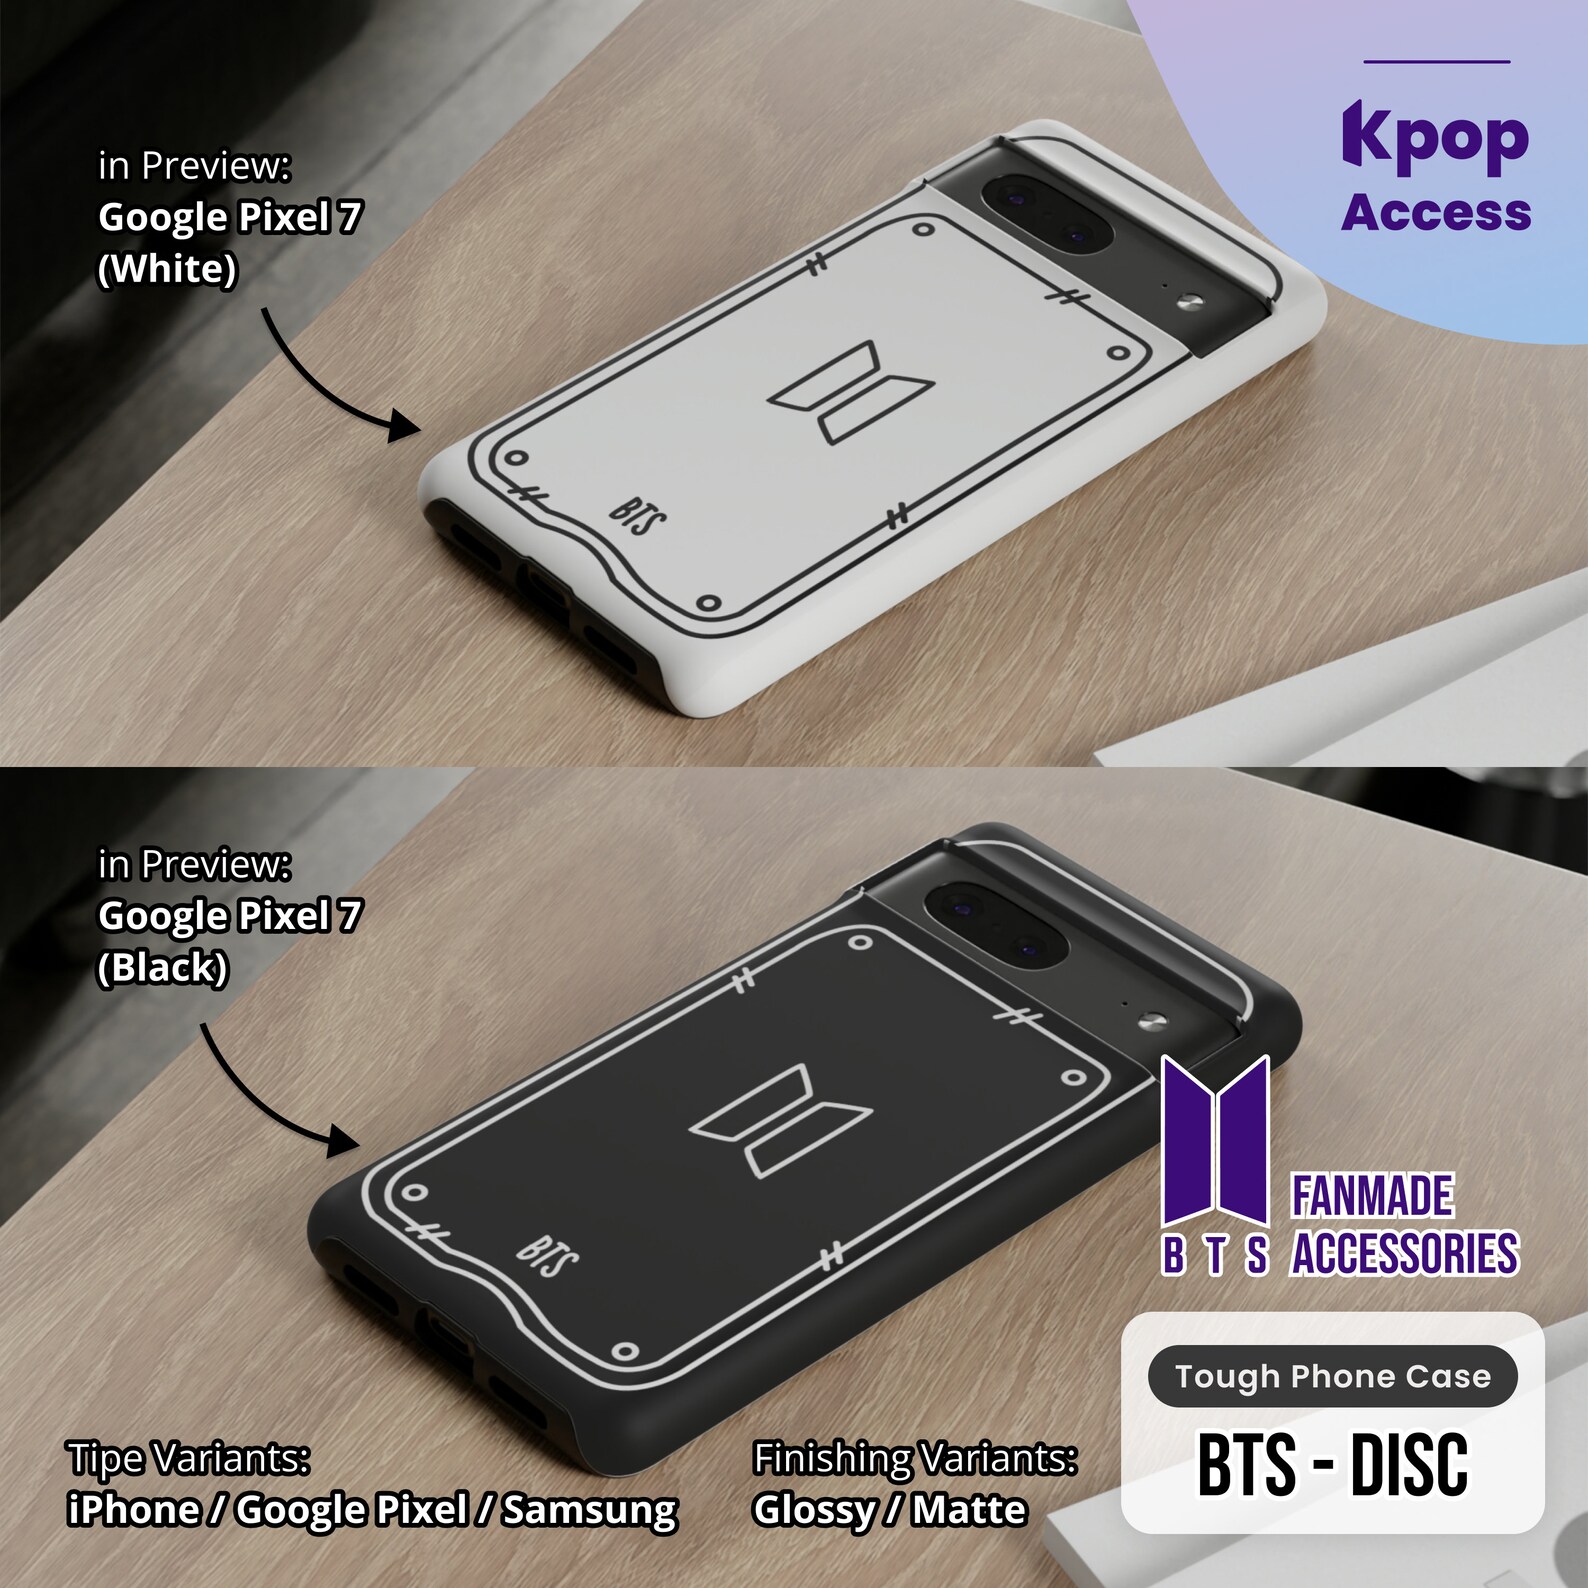 Kpop
Access
in Preview:
Google Pixel 7
(White)
BTS
in Preview:
Google Pixel 7
(Black)
BTS
B T S
FANMADE
ACCESSORIES
Tough Phone Case
BTS - DISC
Tipe Variants:
iPhone / Google Pixel / Samsung
Finishing Variants:
Glossy / Matte